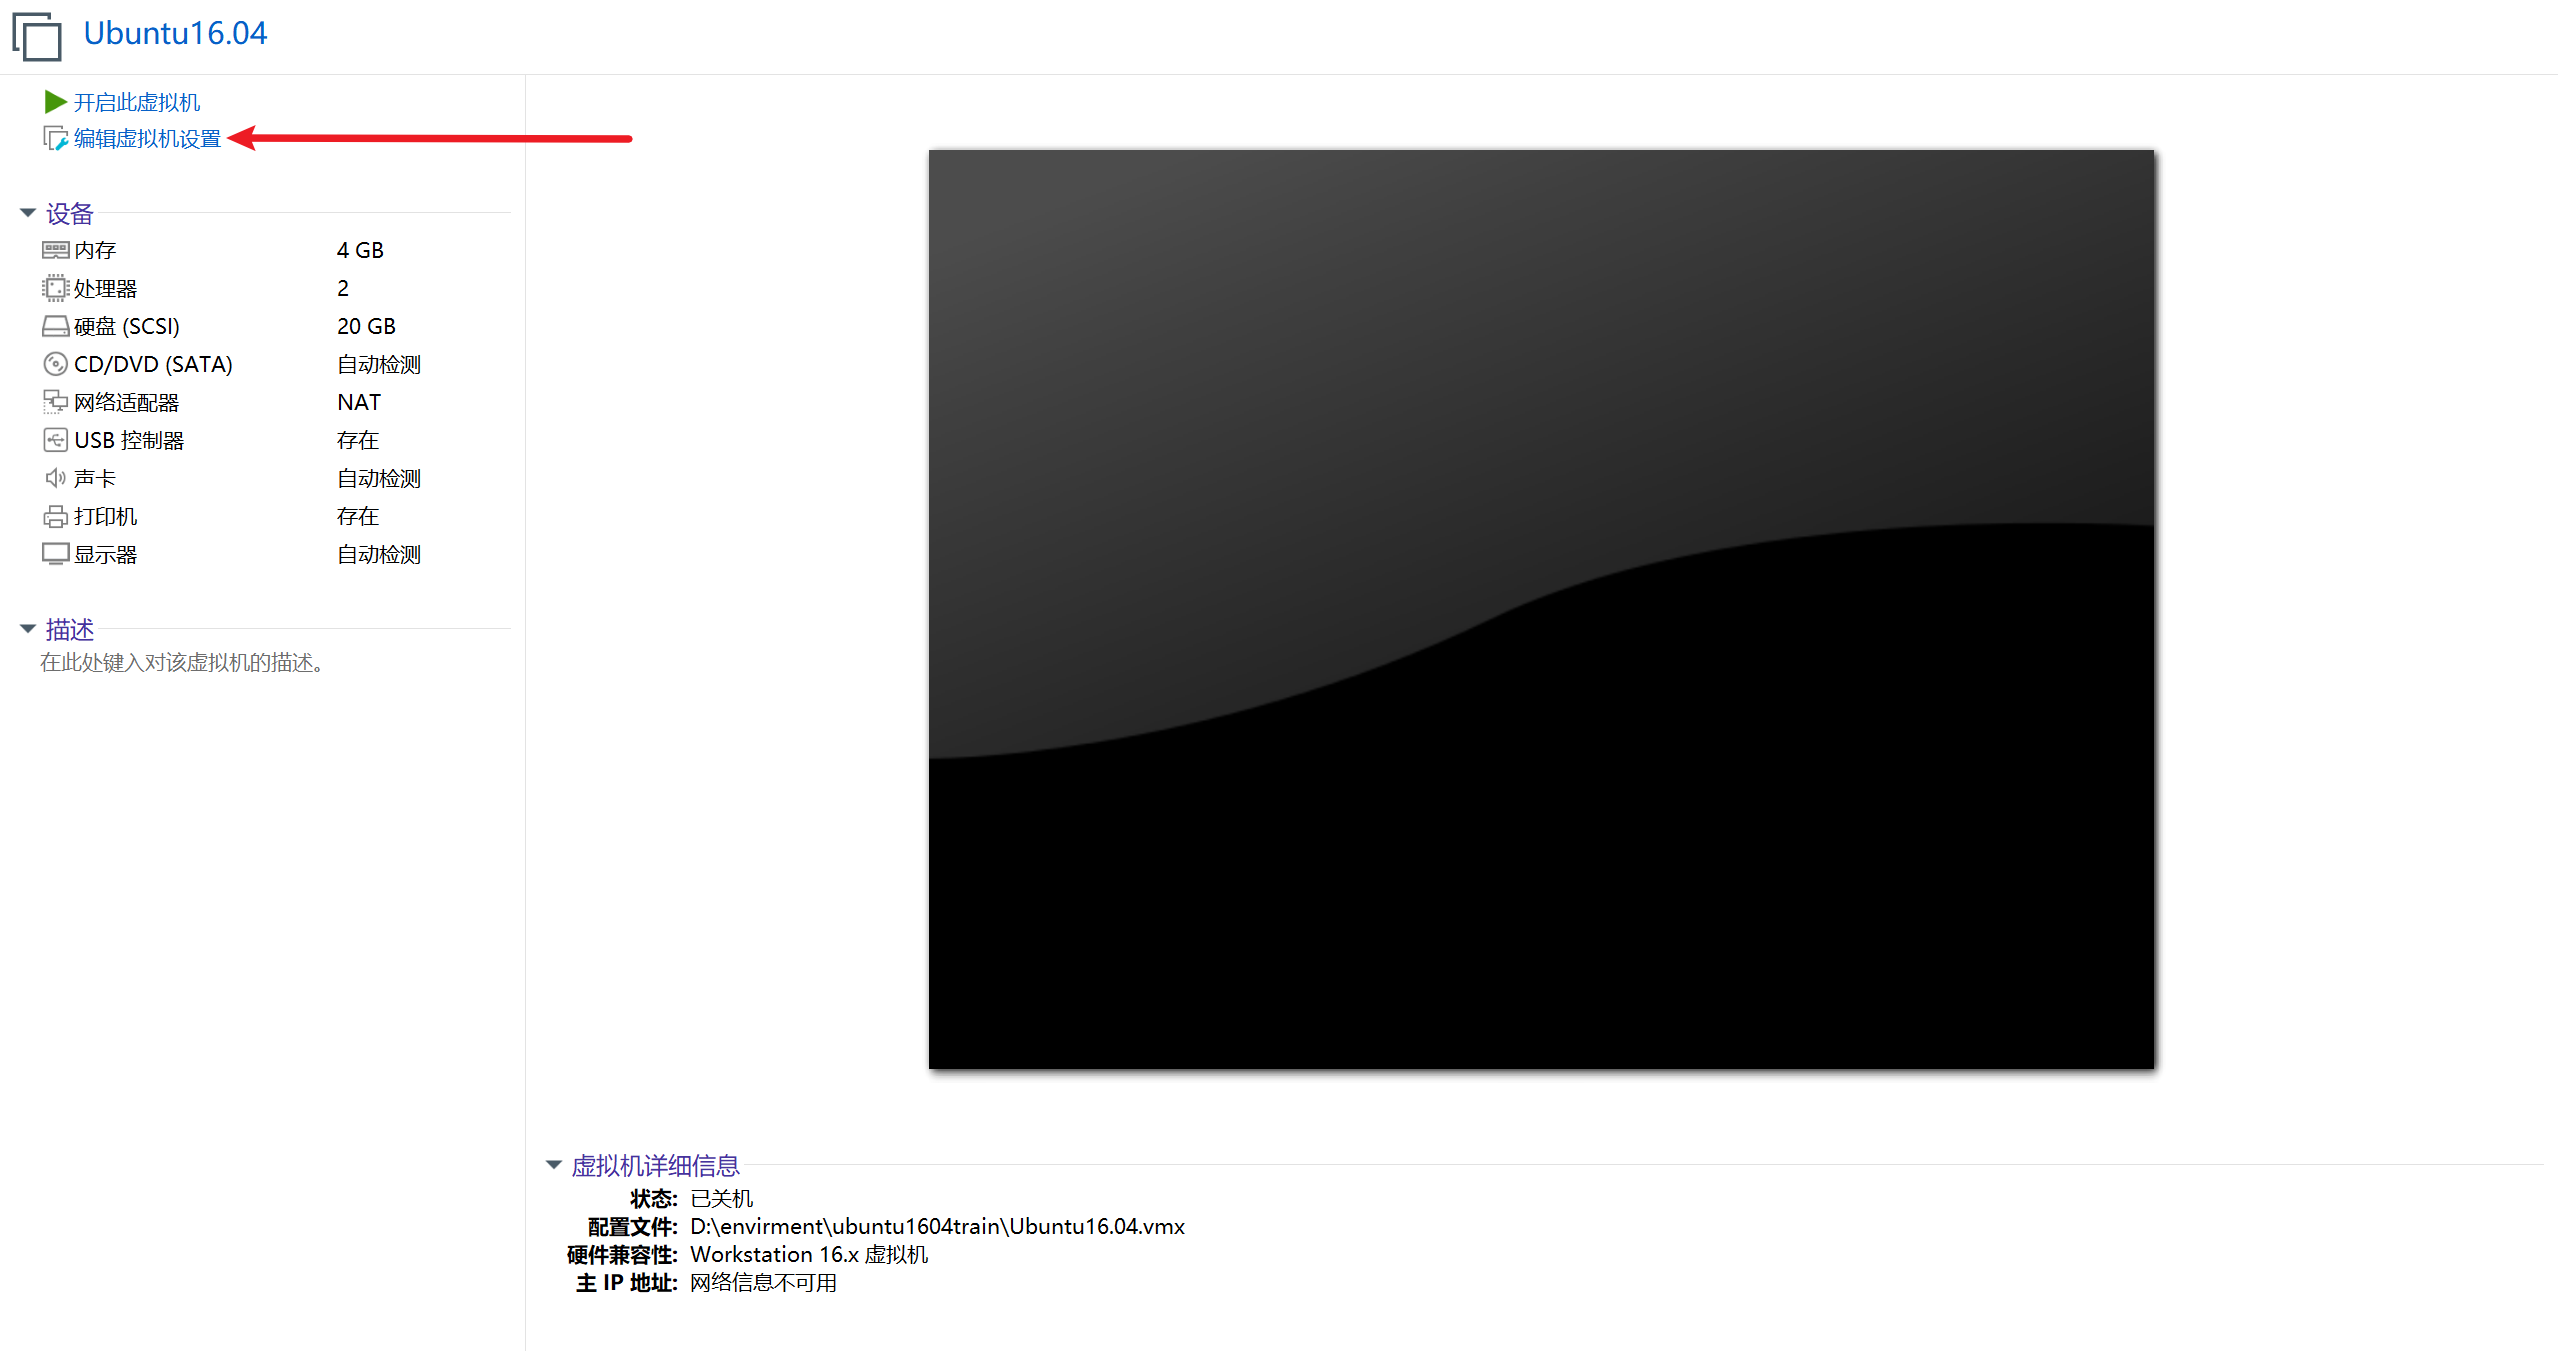 Ubuntu16.04
开启此虚拟机
编辑虚拟机设置
设备
内存 4 GB
处理器 2
硬盘 (SCSI) 20 GB
CD/DVD (SATA) 自动检测
网络适配器 NAT
USB 控制器 存在
声卡 自动检测
打印机 存在
显示器 自动检测
描述
在此处键入对该虚拟机的描述。
虚拟机详细信息
状态: 已关机
配置文件: D:\envirment\ubuntu1604train\Ubuntu16.04.vmx
硬件兼容性: Workstation 16.x 虚拟机
主 IP 地址: 网络信息不可用